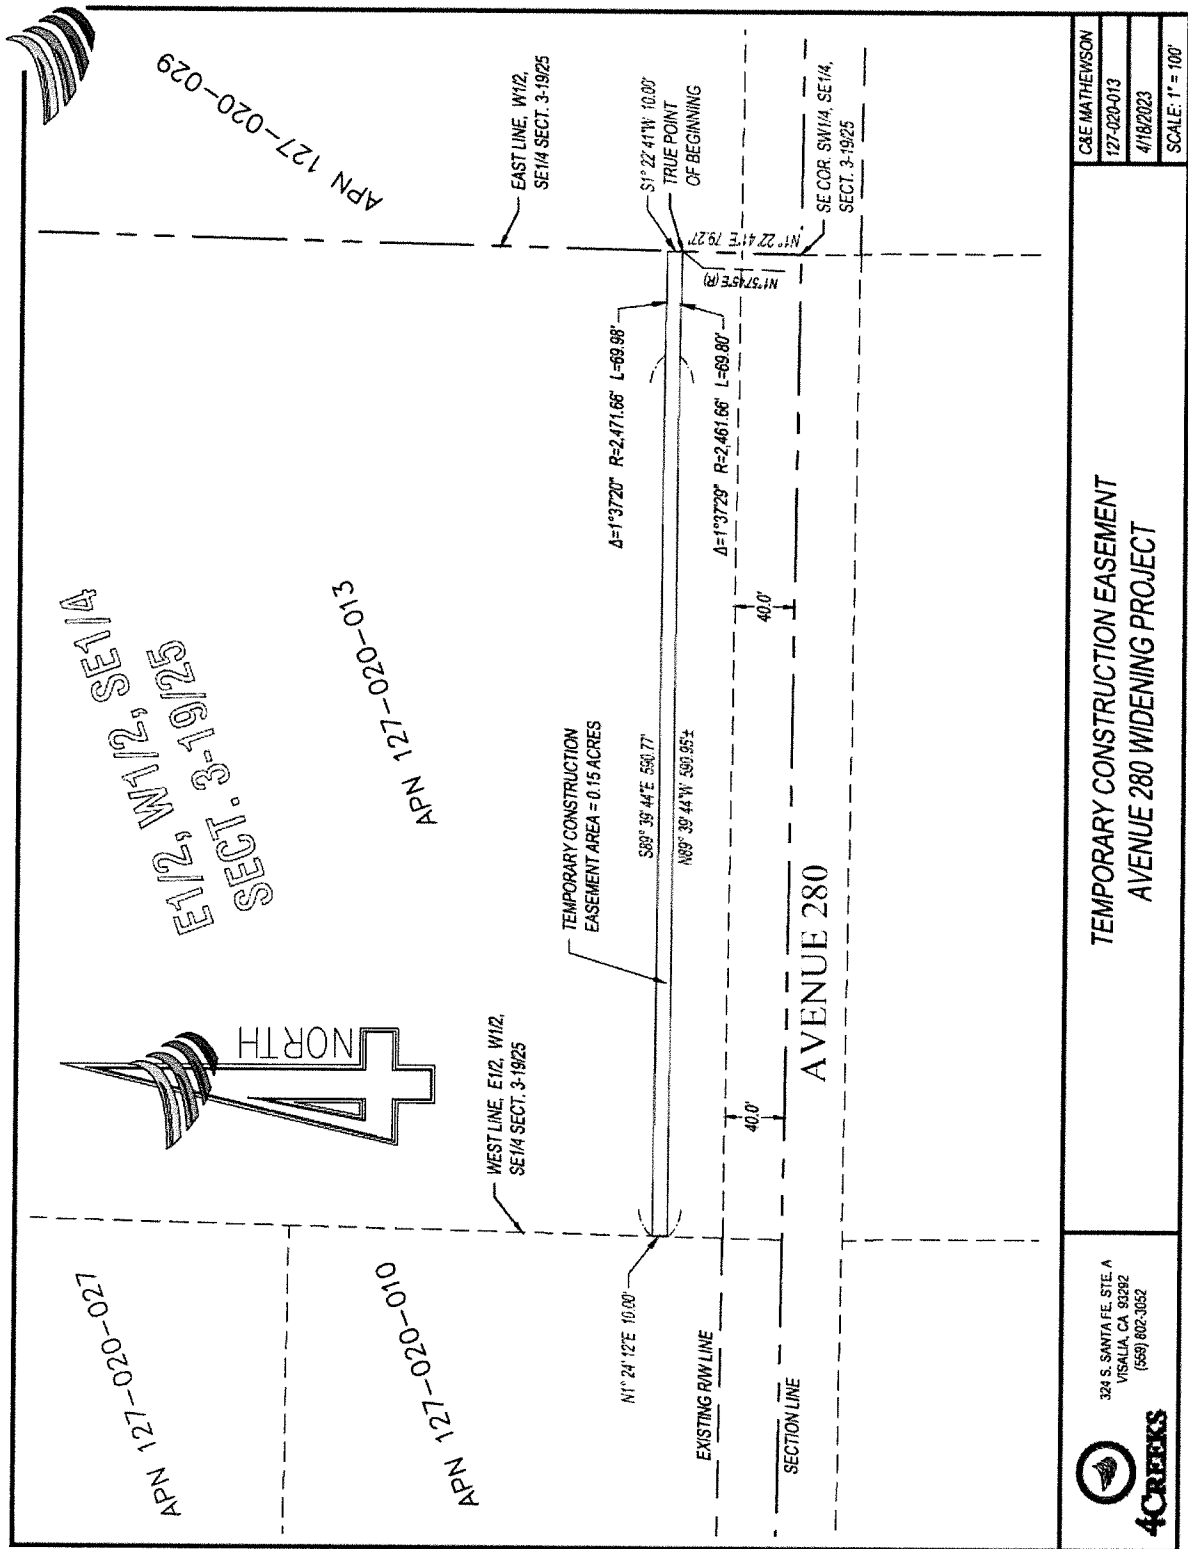 APN 127-020-027
APN 127-020-010
NORTH
E1/2, W1/2, SE1/4
SECT. 3-19/25
APN 127-020-013
APN 127-020-029
WEST LINE, E1/2, W1/2,
SE1/4 SECT. 3-19/25
EAST LINE, W1/2,
SE1/4 SECT. 3-19/25
TEMPORARY CONSTRUCTION
EASEMENT AREA = 0.15 ACRES
Δ=1°37'20" R=2,471.66' L=69.98'
S1° 22' 41"W 10.00'
TRUE POINT
OF BEGINNING
N1° 24' 12"E 10.00'
S89° 39' 44"E 590.77'
N89° 39' 44"W 590.95'±
Δ=1°37'29" R=2,461.66' L=69.80'
N1°57'45"E (R)
N1° 22' 41"E 79.27'
EXISTING R/W LINE
40.0'
40.0'
SECTION LINE
AVENUE 280
SE COR. SW1/4, SE1/4,
SECT. 3-19/25
4CREEKS
324 S. SANTA FE, STE. A
VISALIA, CA 93292
(559) 802-3052
TEMPORARY CONSTRUCTION EASEMENT
AVENUE 280 WIDENING PROJECT
C&E MATHEWSON
127-020-013
4/18/2023
SCALE: 1" = 100'